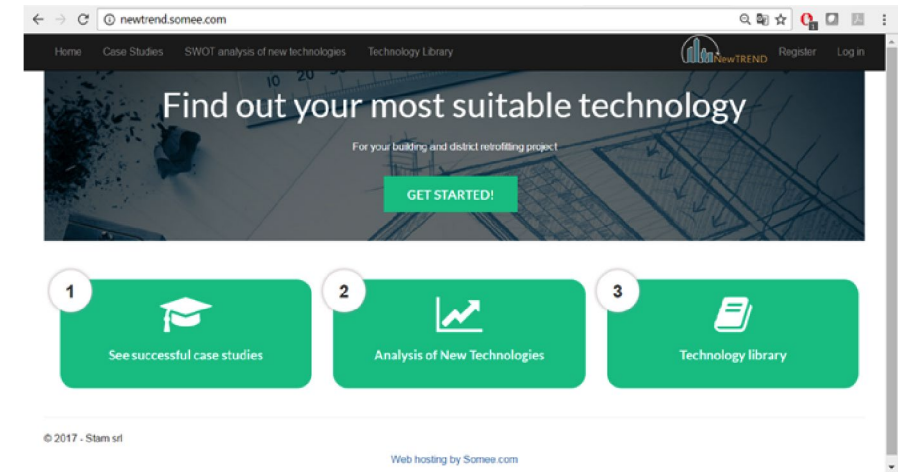 newtrend.somee.com
Home Case Studies SWOT analysis of new technologies Technology Library NewTREND Register Log in
10 20
Find out your most suitable technology
For your building and district retrofitting project
GET STARTED!
1 2 3
See successful case studies Analysis of New Technologies Technology library
© 2017 - Stam srl
Web hosting by Somee.com